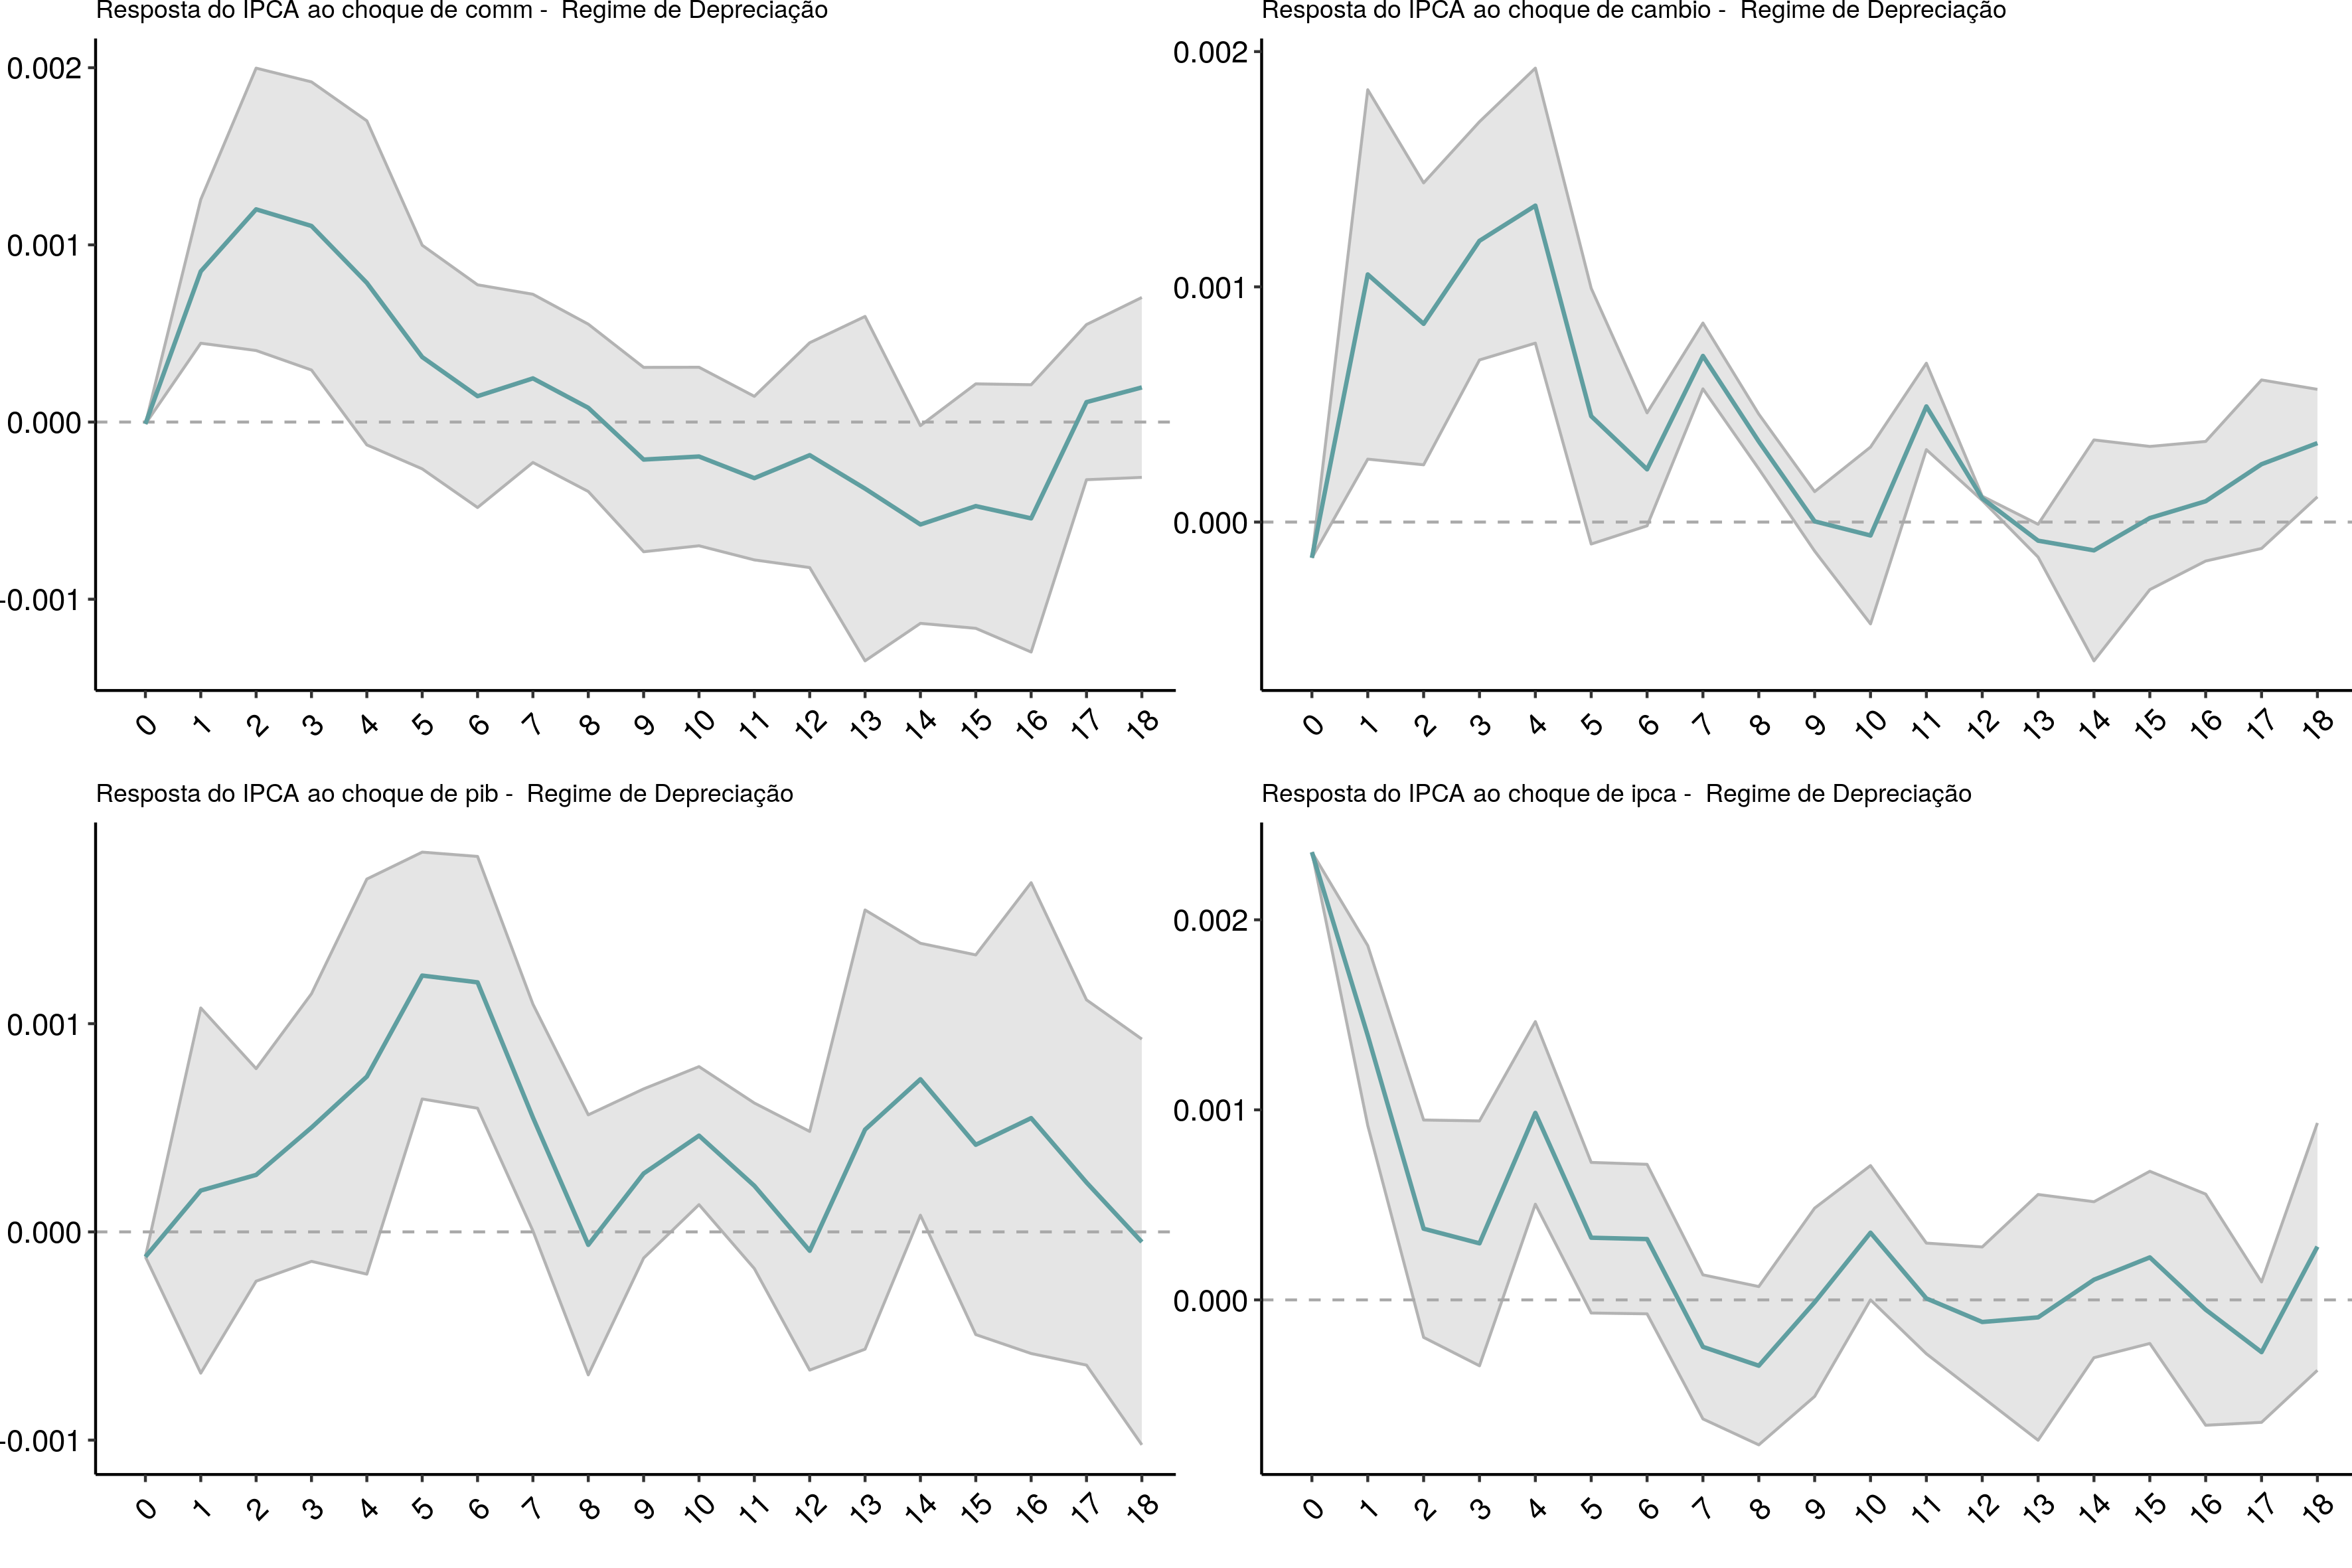 Resposta do IPCA ao choque de comm - Regime de Depreciação
0.002
0.001
0.000
-0.001
0 1 2 3 4 5 6 7 8 9 10 11 12 13 14 15 16 17 18
Resposta do IPCA ao choque de cambio - Regime de Depreciação
0.002
0.001
0.000
0 1 2 3 4 5 6 7 8 9 10 11 12 13 14 15 16 17 18
Resposta do IPCA ao choque de pib - Regime de Depreciação
0.001
0.000
-0.001
0 1 2 3 4 5 6 7 8 9 10 11 12 13 14 15 16 17 18
Resposta do IPCA ao choque de ipca - Regime de Depreciação
0.002
0.001
0.000
0 1 2 3 4 5 6 7 8 9 10 11 12 13 14 15 16 17 18